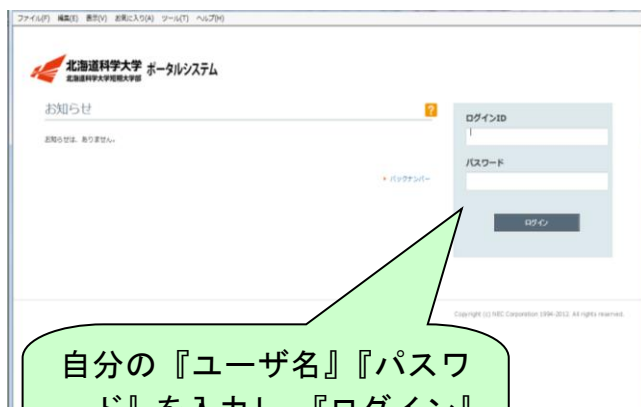 ファイル(F) 編集(E) 表示(V) お気に入り(A) ツール(T) ヘルプ(H)
北海道科学大学 ポータルシステム
北海道科学大学短期大学部
お知らせ
?
ログインID
お知らせは、ありません。
パスワード
バックナンバー
ログイン
Copyright (c) NEC Corporation 1994-2012. All rights reserved.
自分の『ユーザ名』『パスワ
ード』を入力し、『ログイン』